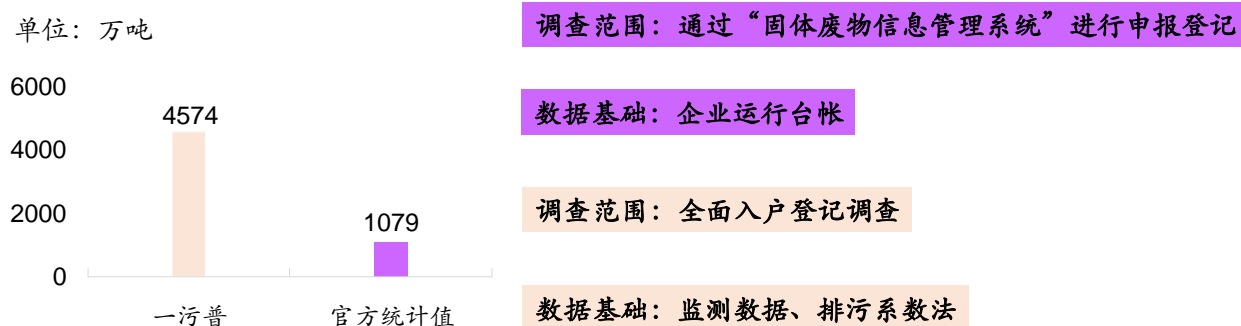 单位：万吨
6000
4000
2000
0
4574
1079
一污普
官方统计值
调查范围：通过“固体废物信息管理系统”进行申报登记
数据基础：企业运行台帐
调查范围：全面入户登记调查
数据基础：监测数据、排污系数法